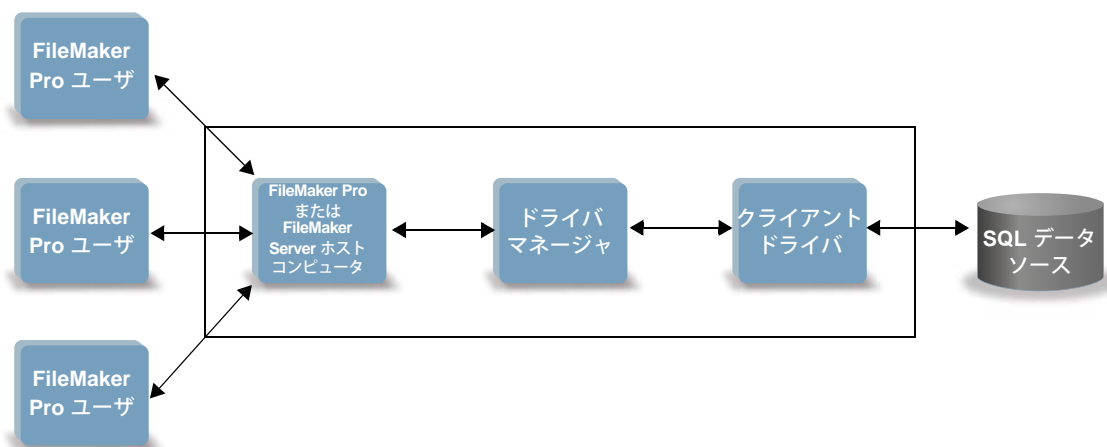 FileMaker
Pro ユーザ
FileMaker
Pro ユーザ
FileMaker Pro
または
FileMaker
Server ホスト
コンピュータ
ドライバ
マネージャ
クライアント
ドライバ
SQL データ
ソース
FileMaker
Pro ユーザ